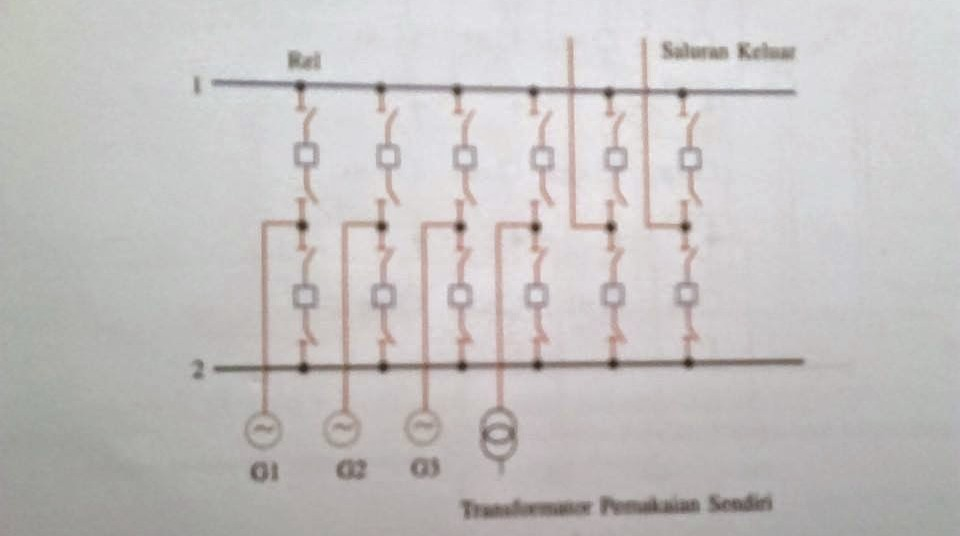 Rel
Saluran Keluar
1
2
G1
G2
G3
Transformator Pemakaian Sendiri